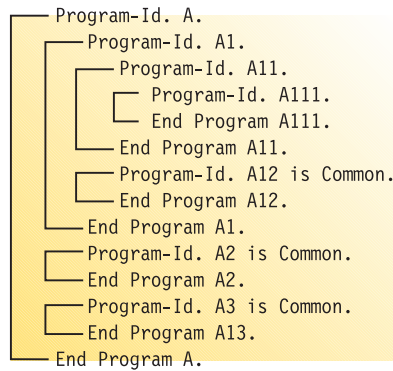 Program-Id. A.
Program-Id. A1.
Program-Id. A11.
Program-Id. A111.
End Program A111.
End Program A11.
Program-Id. A12 is Common.
End Program A12.
End Program A1.
Program-Id. A2 is Common.
End Program A2.
Program-Id. A3 is Common.
End Program A13.
End Program A.